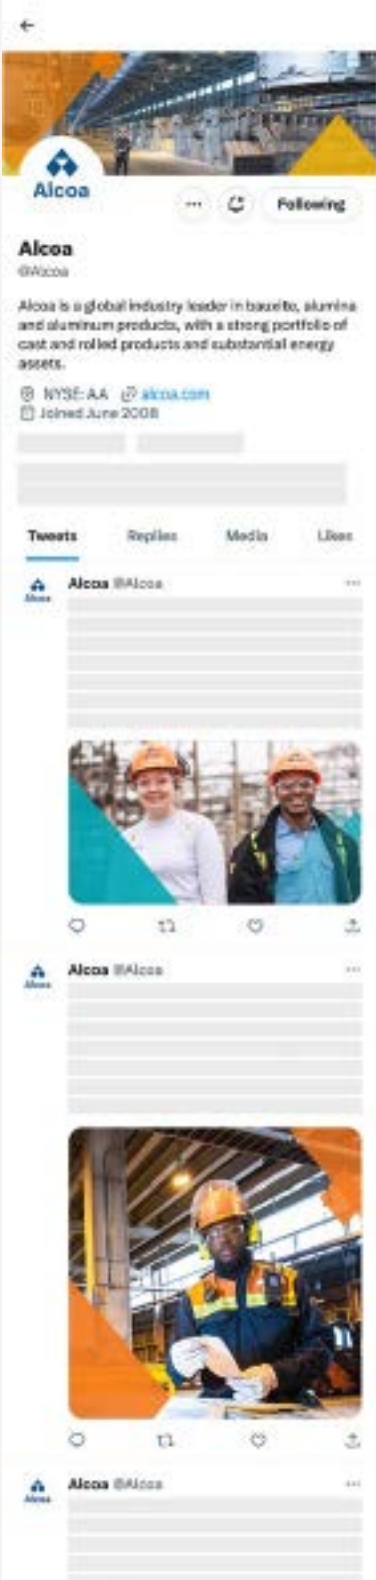 Alcoa
Following
Alcoa
@Alcoa
Alcoa is a global industry leader in bauxite, alumina
and aluminum products, with a strong portfolio of
cast and rolled products and substantial energy
assets.
NYSE: AA alcoa.com
Joined June 2008
Tweets Replies Media Likes
Alcoa @Alcoa
Alcoa
Alcoa @Alcoa
Alcoa
Alcoa @Alcoa
Alcoa